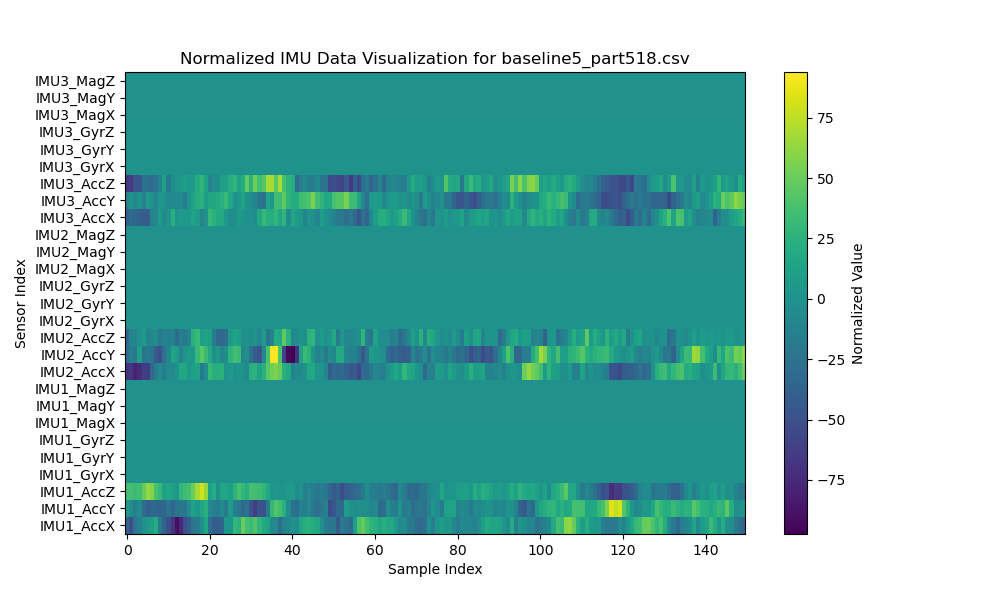 Normalized IMU Data Visualization for baseline5_part518.csv
IMU3_MagZ
IMU3_MagY
IMU3_MagX
IMU3_GyrZ
IMU3_GyrY
IMU3_GyrX
IMU3_AccZ
IMU3_AccY
IMU3_AccX
IMU2_MagZ
IMU2_MagY
IMU2_MagX
IMU2_GyrZ
IMU2_GyrY
IMU2_GyrX
IMU2_AccZ
IMU2_AccY
IMU2_AccX
IMU1_MagZ
IMU1_MagY
IMU1_MagX
IMU1_GyrZ
IMU1_GyrY
IMU1_GyrX
IMU1_AccZ
IMU1_AccY
IMU1_AccX
Sensor Index
0 20 40 60 80 100 120 140
Sample Index
75
50
25
0
−25
−50
−75
Normalized Value